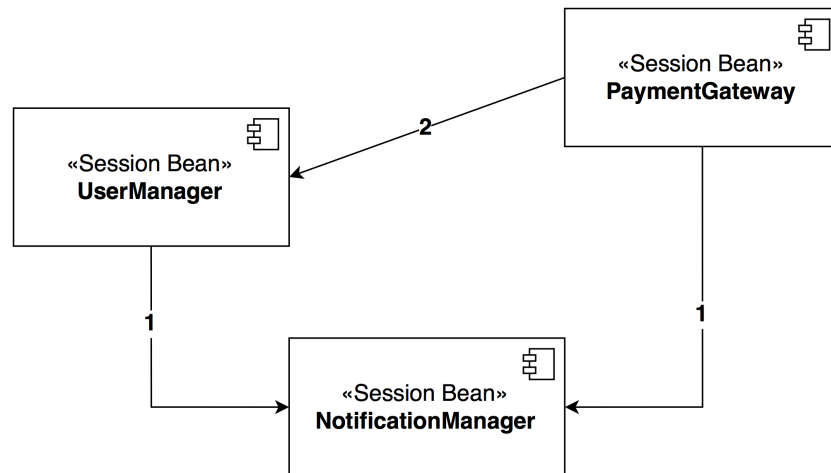 «Session Bean»
PaymentGateway
2
«Session Bean»
UserManager
1
1
«Session Bean»
NotificationManager